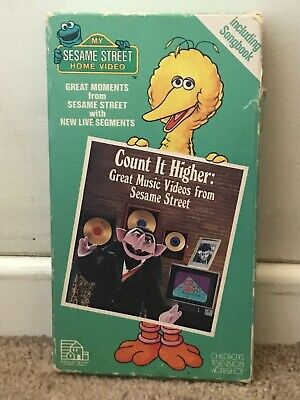 MY
SESAME STREET
HOME VIDEO
including
Songbook
GREAT MOMENTS
from
SESAME STREET
with
NEW LIVE SEGMENTS
Count It Higher:
Great Music Videos from
Sesame Street
CHILDREN'S
TELEVISION
WORKSHOP